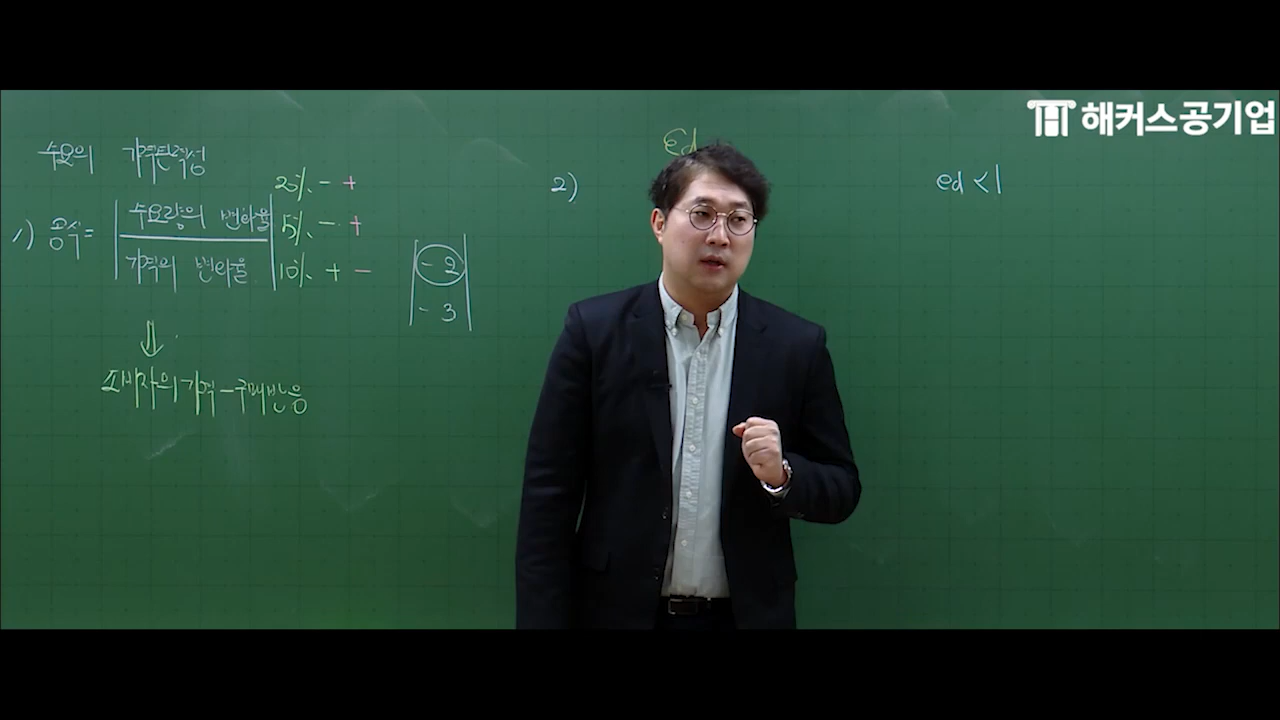 해커스공기업
수요의 가격탄력성
1) 공식= | 수요량의 변화율 / 가격의 변화율 |
20% - +
5% - +
10% + -
| - 2
- 3 |
⇓
소비자의 가격-구매반응
2)
Ed
ed < 1